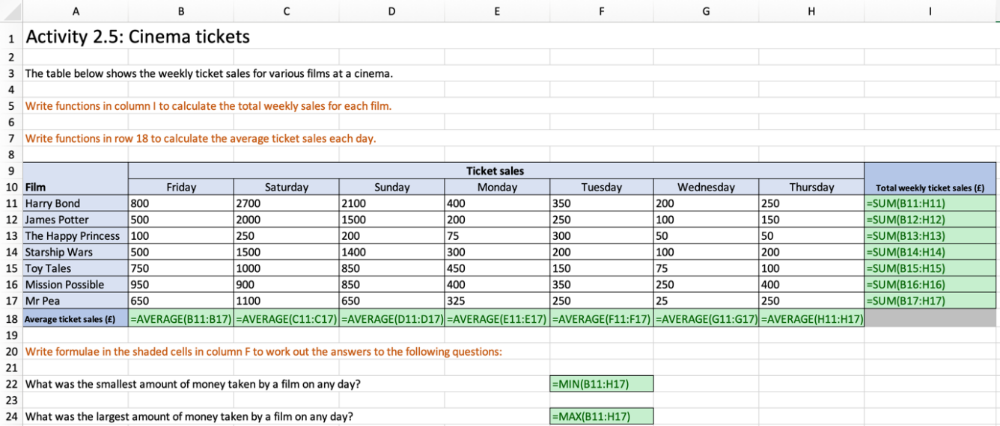 A B C D E F G H I
1 Activity 2.5: Cinema tickets
2
3 The table below shows the weekly ticket sales for various films at a cinema.
4
5 Write functions in column I to calculate the total weekly sales for each film.
6
7 Write functions in row 18 to calculate the average ticket sales each day.
8
9 Ticket sales
10 Film Friday Saturday Sunday Monday Tuesday Wednesday Thursday Total weekly ticket sales (£)
11 Harry Bond 800 2700 2100 400 350 200 250 =SUM(B11:H11)
12 James Potter 500 2000 1500 200 250 100 150 =SUM(B12:H12)
13 The Happy Princess 100 250 200 75 300 50 50 =SUM(B13:H13)
14 Starship Wars 500 1500 1400 300 200 100 200 =SUM(B14:H14)
15 Toy Tales 750 1000 850 450 150 75 100 =SUM(B15:H15)
16 Mission Possible 950 900 850 400 350 250 400 =SUM(B16:H16)
17 Mr Pea 650 1100 650 325 250 25 250 =SUM(B17:H17)
18 Average ticket sales (£) =AVERAGE(B11:B17) =AVERAGE(C11:C17) =AVERAGE(D11:D17) =AVERAGE(E11:E17) =AVERAGE(F11:F17) =AVERAGE(G11:G17) =AVERAGE(H11:H17)
19
20 Write formulae in the shaded cells in column F to work out the answers to the following questions:
21
22 What was the smallest amount of money taken by a film on any day? =MIN(B11:H17)
23
24 What was the largest amount of money taken by a film on any day? =MAX(B11:H17)